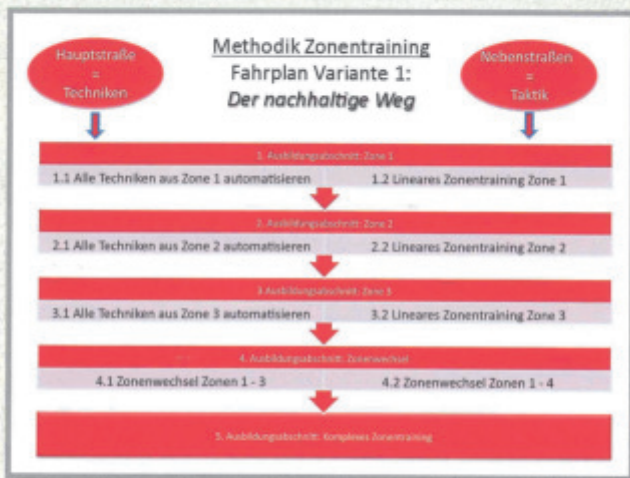 Hauptstraße
=
Techniken
Methodik Zonentraining
Fahrplan Variante 1:
Der nachhaltige Weg
Nebenstraßen
=
Taktik
1. Ausbildungsabschnitt: Zone 1
1.1 Alle Techniken aus Zone 1 automatisieren
1.2 Lineares Zonentraining Zone 1
2. Ausbildungsabschnitt: Zone 2
2.1 Alle Techniken aus Zone 2 automatisieren
2.2 Lineares Zonentraining Zone 2
3.Ausbildungsabschnitt: Zone 3
3.1 Alle Techniken aus Zone 3 automatisieren
3.2 Lineares Zonentraining Zone 3
4. Ausbildungsabschnitt: Zonenwechsel
4.1 Zonenwechsel Zonen 1 - 3
4.2 Zonenwechsel Zonen 1 - 4
5. Ausbildungsabschnitt: Komplexes Zonentraining